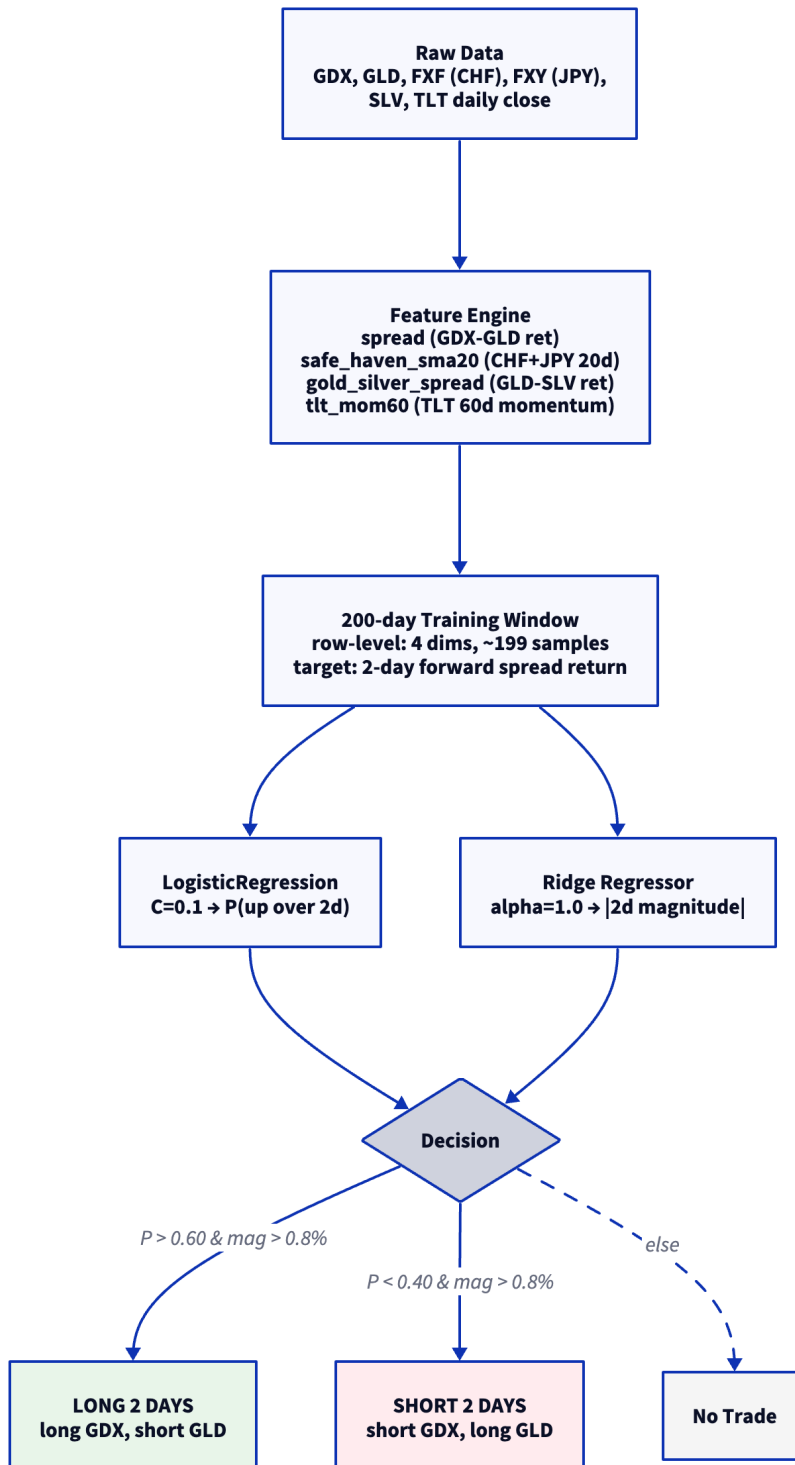 Raw Data
GDX, GLD, FXF (CHF), FXY (JPY),
SLV, TLT daily close
Feature Engine
spread (GDX-GLD ret)
safe_haven_sma20 (CHF+JPY 20d)
gold_silver_spread (GLD-SLV ret)
tlt_mom60 (TLT 60d momentum)
200-day Training Window
row-level: 4 dims, ~199 samples
target: 2-day forward spread return
LogisticRegression
C=0.1 → P(up over 2d)
Ridge Regressor
alpha=1.0 → |2d magnitude|
Decision
P > 0.60 & mag > 0.8%
P < 0.40 & mag > 0.8%
else
LONG 2 DAYS
long GDX, short GLD
SHORT 2 DAYS
short GDX, long GLD
No Trade